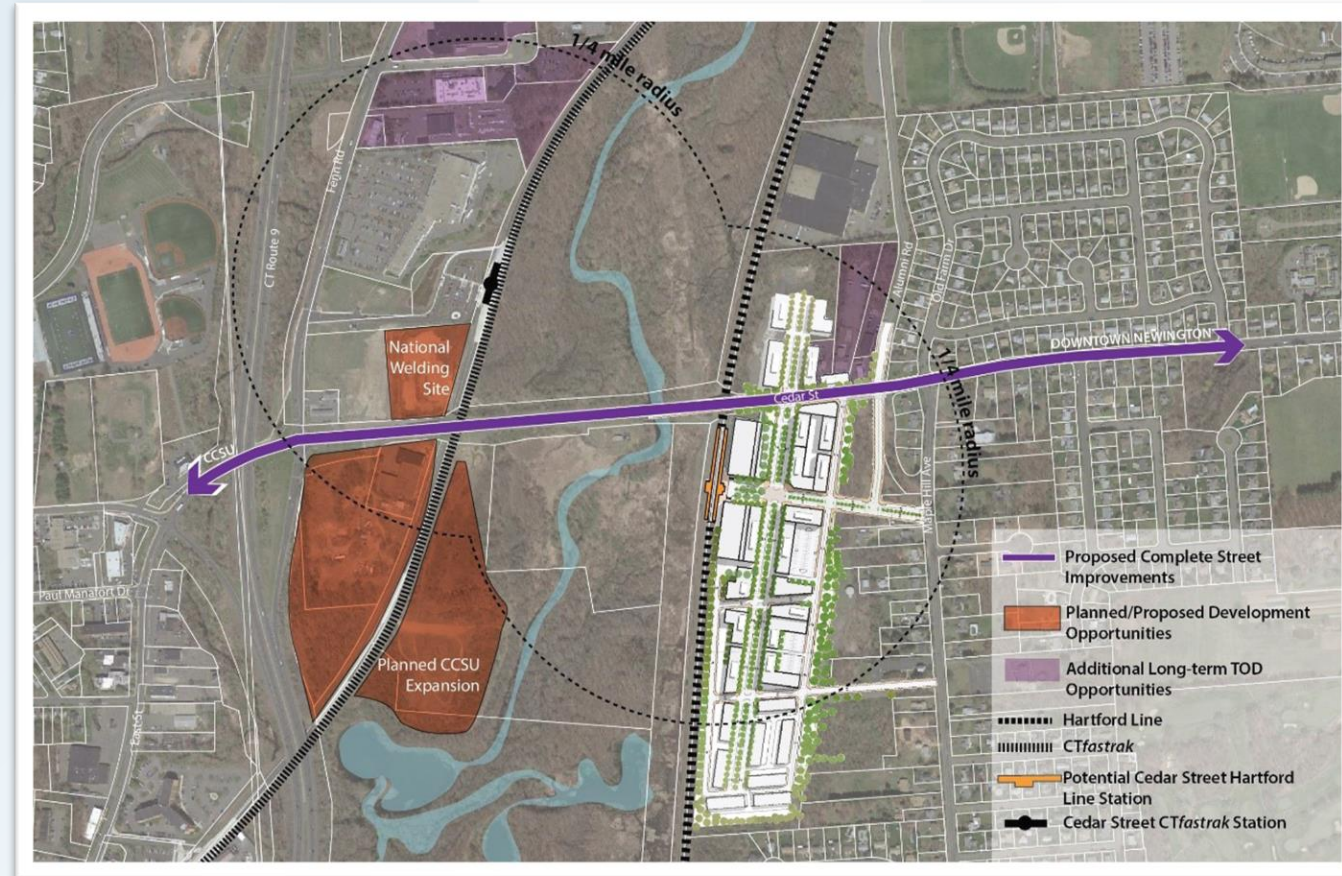 1/4 mile radius
Fenn Rd
CT Route 9
Alumni Rd
Old Farm Dr
National
Welding
Site
DOWNTOWN NEWINGTON
1/4 mile radius
Cedar St
CCSU
Maple Hill Ave
Paul Manafort Dr
Planned CCSU
Expansion
East St
Proposed Complete Street
Improvements
Planned/Proposed Development
Opportunities
Additional Long-term TOD
Opportunities
Hartford Line
CTfastrak
Potential Cedar Street Hartford
Line Station
Cedar Street CTfastrak Station